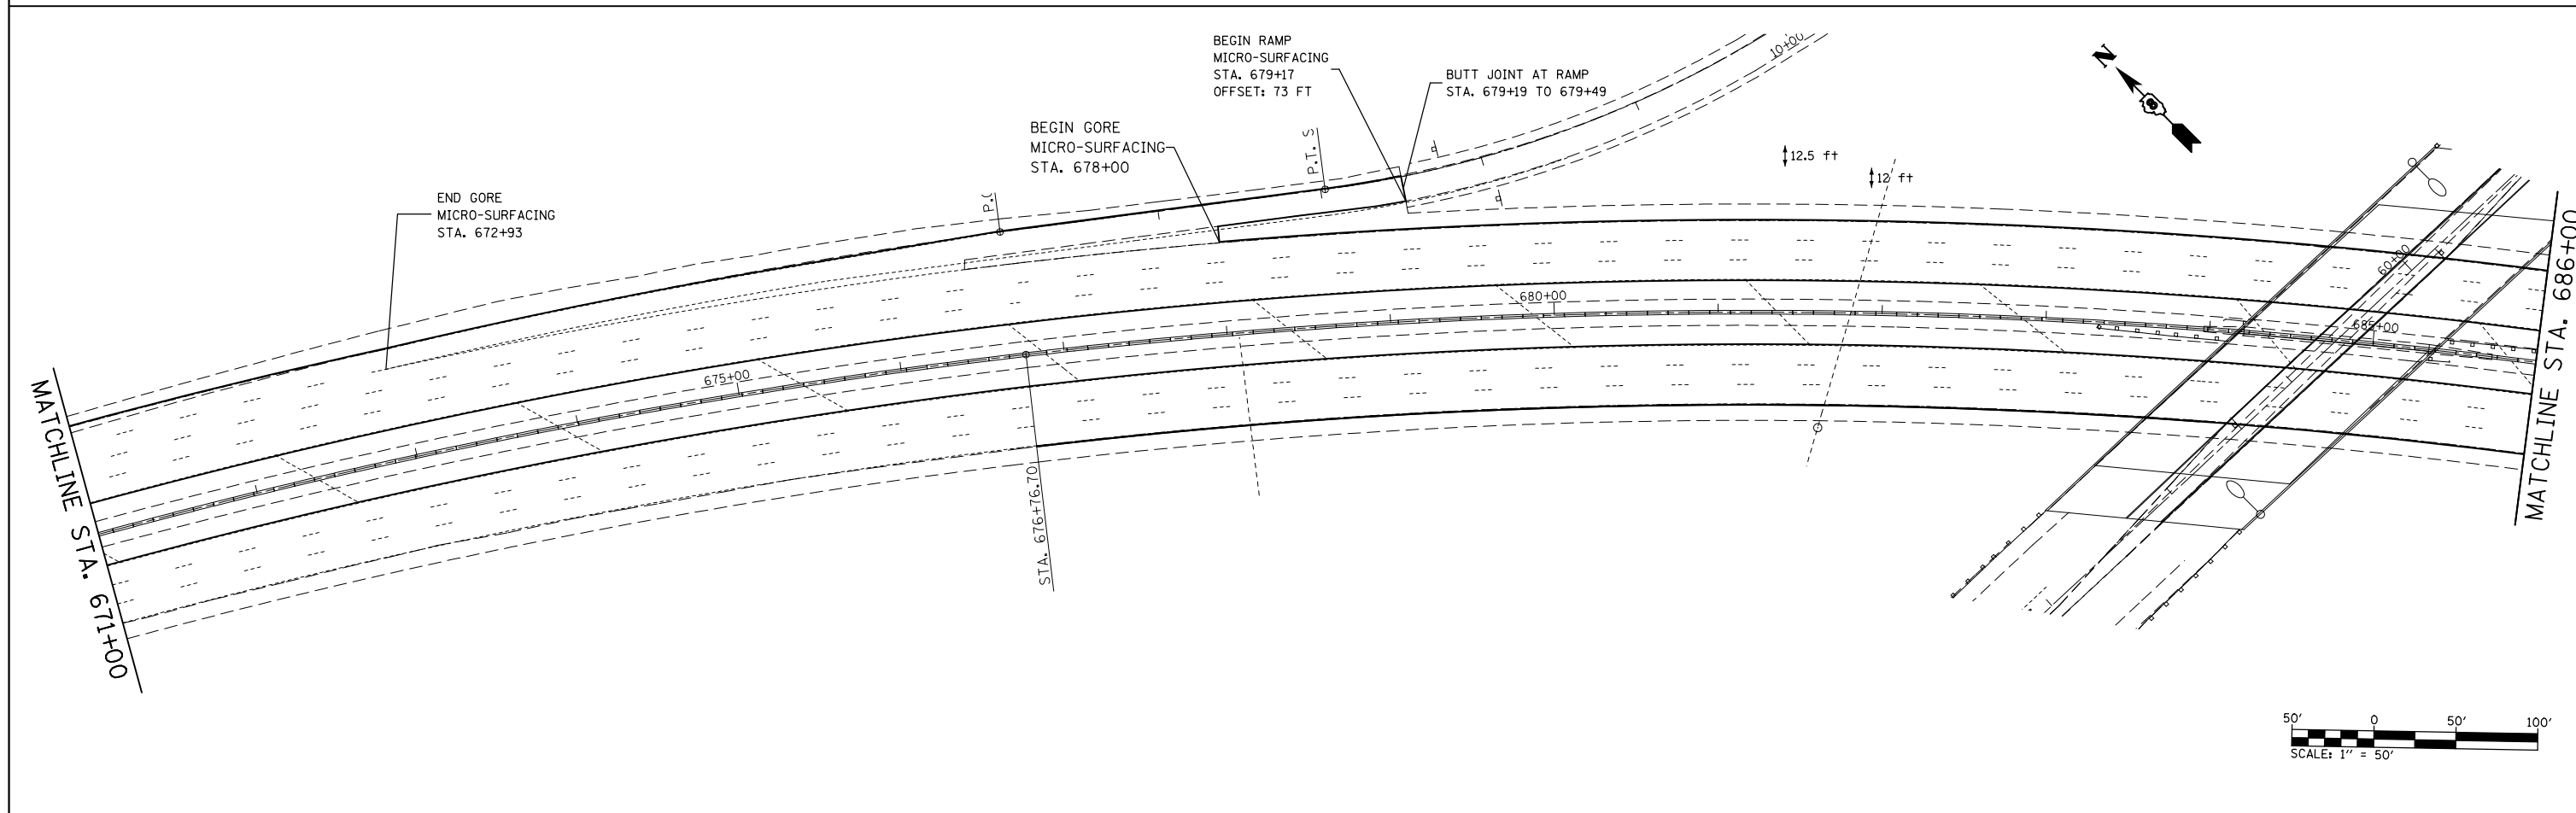 BEGIN RAMP
MICRO-SURFACING
STA. 679+17
OFFSET: 73 FT
BUTT JOINT AT RAMP
STA. 679+19 TO 679+49
10+00
N
BEGIN GORE
MICRO-SURFACING
STA. 678+00
P.T. S
12.5 ft
12 ft
END GORE
MICRO-SURFACING
STA. 672+93
P.C
60+00
680+00
685+00
675+00
MATCHLINE STA. 671+00
MATCHLINE STA. 686+00
STA. 676+76.70
50' 0 50' 100'
SCALE: 1" = 50'